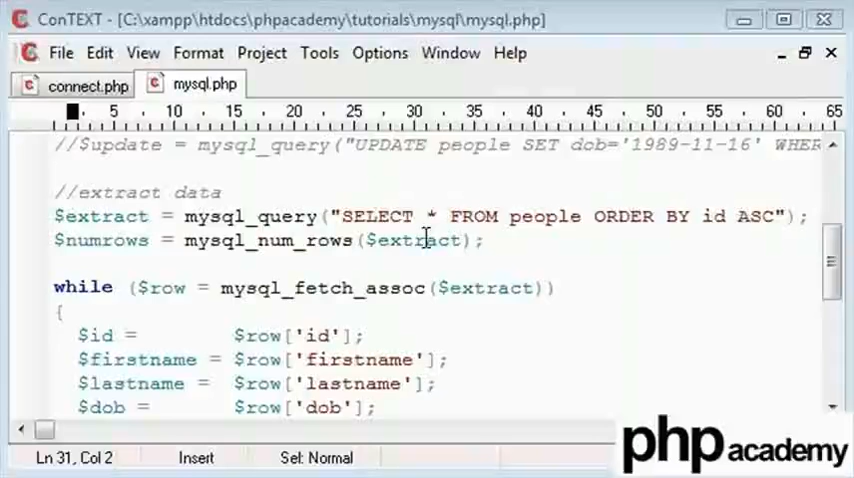 ConTEXT - [C:\xampp\htdocs\phpacademy\tutorials\mysql\mysql.php]
File Edit View Format Project Tools Options Window Help
connect.php mysql.php
5 10 15 20 25 30 35 40 45 50 55 60 65
//$update = mysql_query("UPDATE people SET dob='1989-11-16' WHER
//extract data
$extract = mysql_query("SELECT * FROM people ORDER BY id ASC");
$numrows = mysql_num_rows($extract);
while ($row = mysql_fetch_assoc($extract))
{
$id = $row['id'];
$firstname = $row['firstname'];
$lastname = $row['lastname'];
$dob = $row['dob'];
Ln 31, Col 2 Insert Sel: Normal
php academy